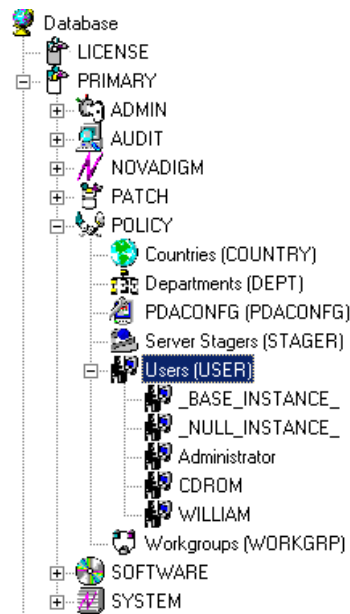 Database
LICENSE
PRIMARY
ADMIN
AUDIT
NOVADIGM
PATCH
POLICY
Countries (COUNTRY)
Departments (DEPT)
PDACONFG (PDACONFG)
Server Stagers (STAGER)
Users (USER)
_BASE_INSTANCE_
_NULL_INSTANCE_
Administrator
CDROM
WILLIAM
Workgroups (WORKGRP)
SOFTWARE
SYSTEM